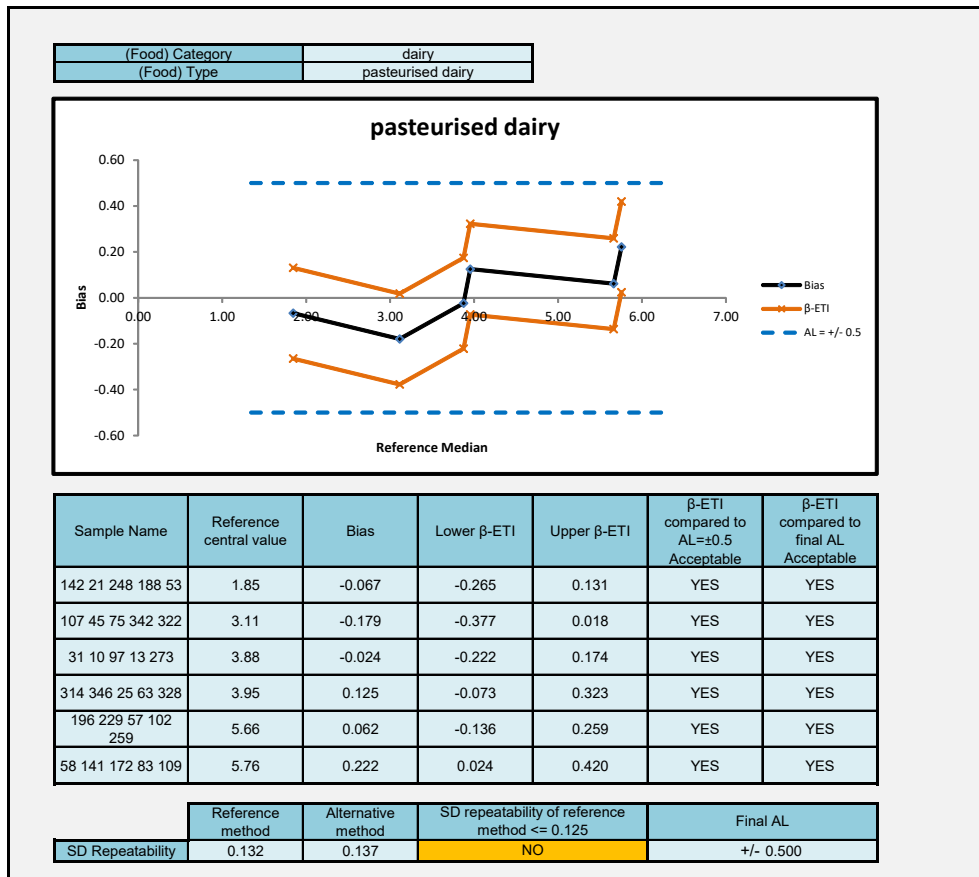 (Food) Category dairy
(Food) Type pasteurised dairy
pasteurised dairy
0.60
0.40
0.20
0.00
-0.20
-0.40
-0.60
0.00 1.00 2.00 3.00 4.00 5.00 6.00 7.00
Bias
Reference Median
Bias
β-ETI
AL = +/- 0.5
Sample Name Reference central value Bias Lower β-ETI Upper β-ETI β-ETI compared to AL=±0.5 Acceptable β-ETI compared to final AL Acceptable
142 21 248 188 53 1.85 -0.067 -0.265 0.131 YES YES
107 45 75 342 322 3.11 -0.179 -0.377 0.018 YES YES
31 10 97 13 273 3.88 -0.024 -0.222 0.174 YES YES
314 346 25 63 328 3.95 0.125 -0.073 0.323 YES YES
196 229 57 102 259 5.66 0.062 -0.136 0.259 YES YES
58 141 172 83 109 5.76 0.222 0.024 0.420 YES YES
Reference method Alternative method SD repeatability of reference method <= 0.125 Final AL
SD Repeatability 0.132 0.137 NO +/- 0.500